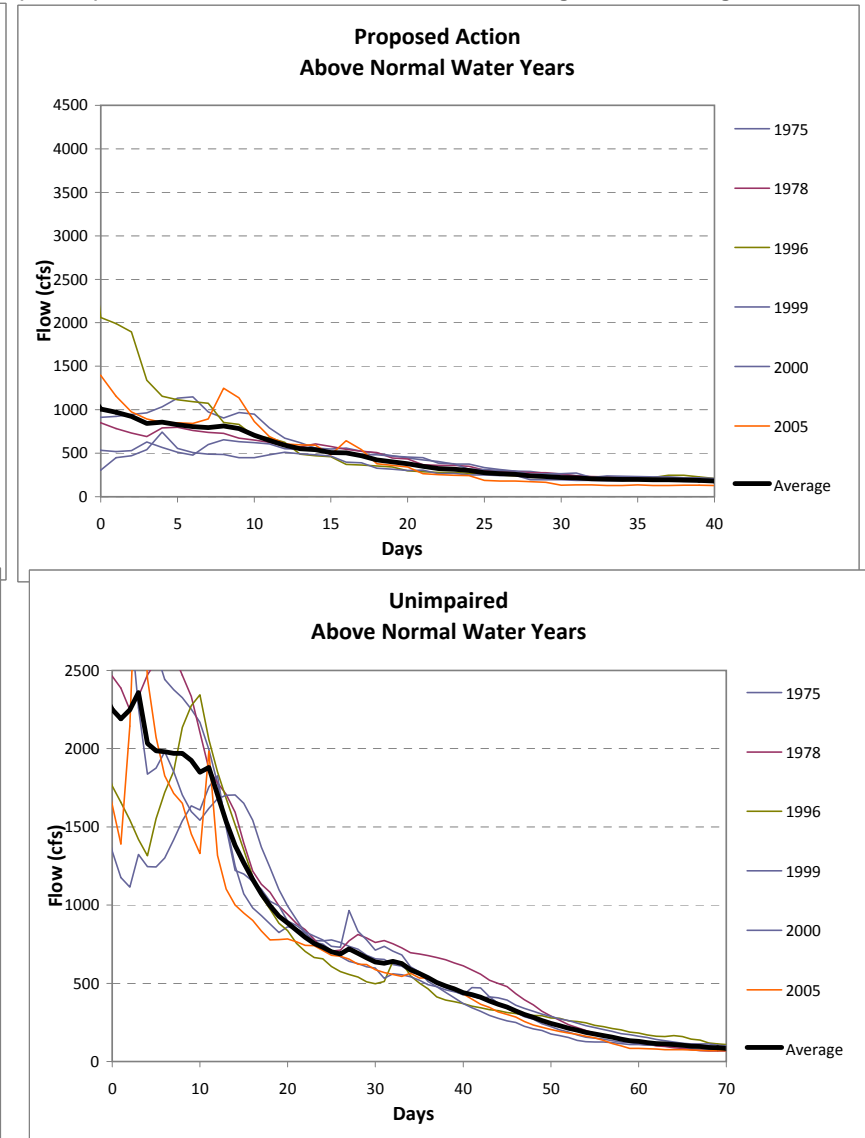 Proposed Action
Above Normal Water Years
4500
4000
3500
3000
2500
2000
1500
1000
500
0
Flow (cfs)
0 5 10 15 20 25 30 35 40
Days
1975
1978
1996
1999
2000
2005
Average
Unimpaired
Above Normal Water Years
2500
2000
1500
1000
500
0
Flow (cfs)
0 10 20 30 40 50 60 70
Days
1975
1978
1996
1999
2000
2005
Average